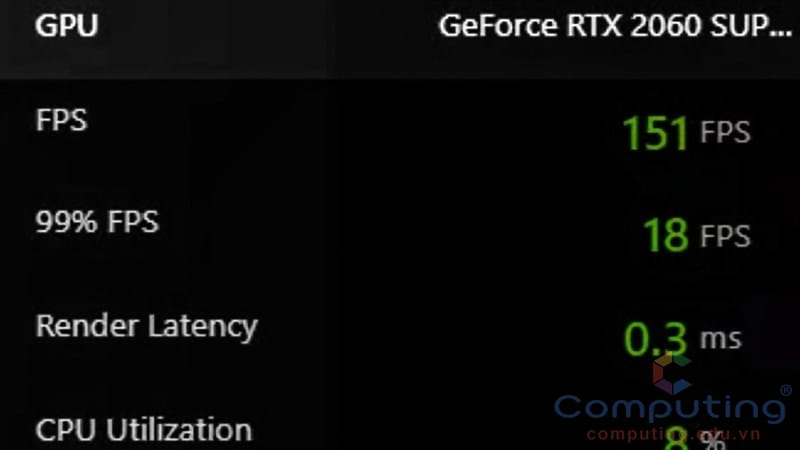 GPU GeForce RTX 2060 SUP...
FPS 151 FPS
99% FPS 18 FPS
Render Latency 0.3 ms
CPU Utilization 8 %
Computing®
computing.edu.vn